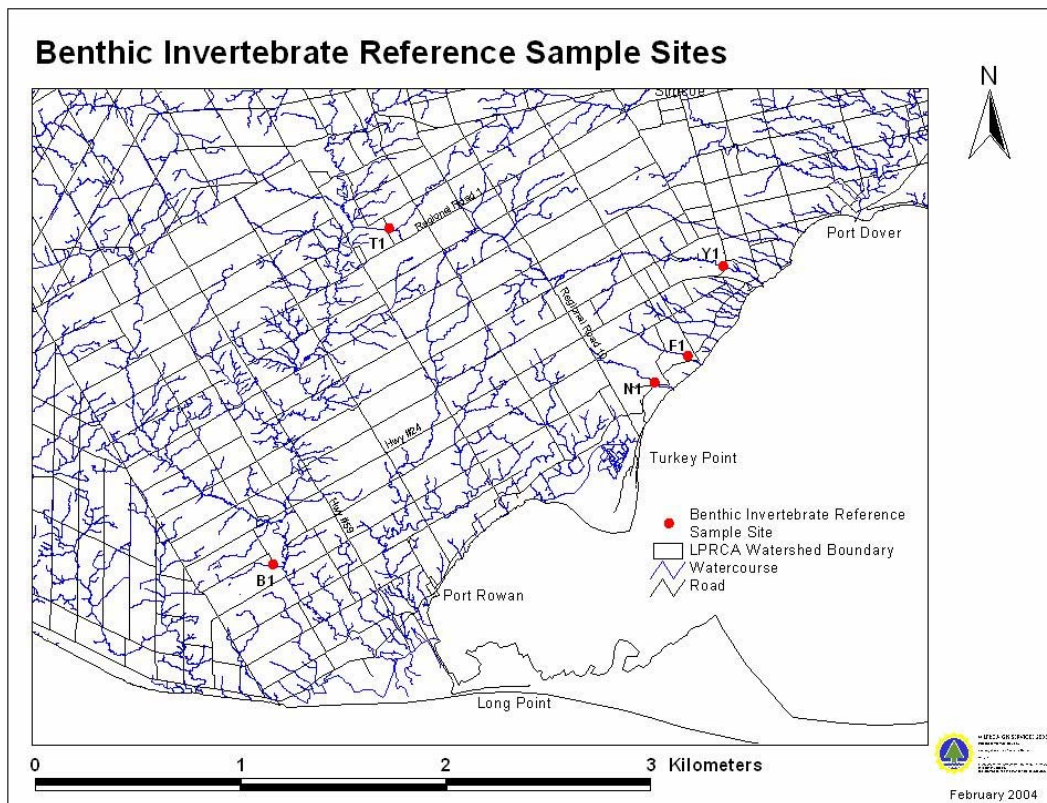 Benthic Invertebrate Reference Sample Sites
N
Port Dover
T1
Regional Road 1
Y1
Regional Road 10
F1
N1
Hwy #24
Turkey Point
Benthic Invertebrate Reference
Sample Site
LPRCA Watershed Boundary
Watercourse
Road
Hwy #59
B1
Port Rowan
Long Point
0 1 2 3 Kilometers
February 2004